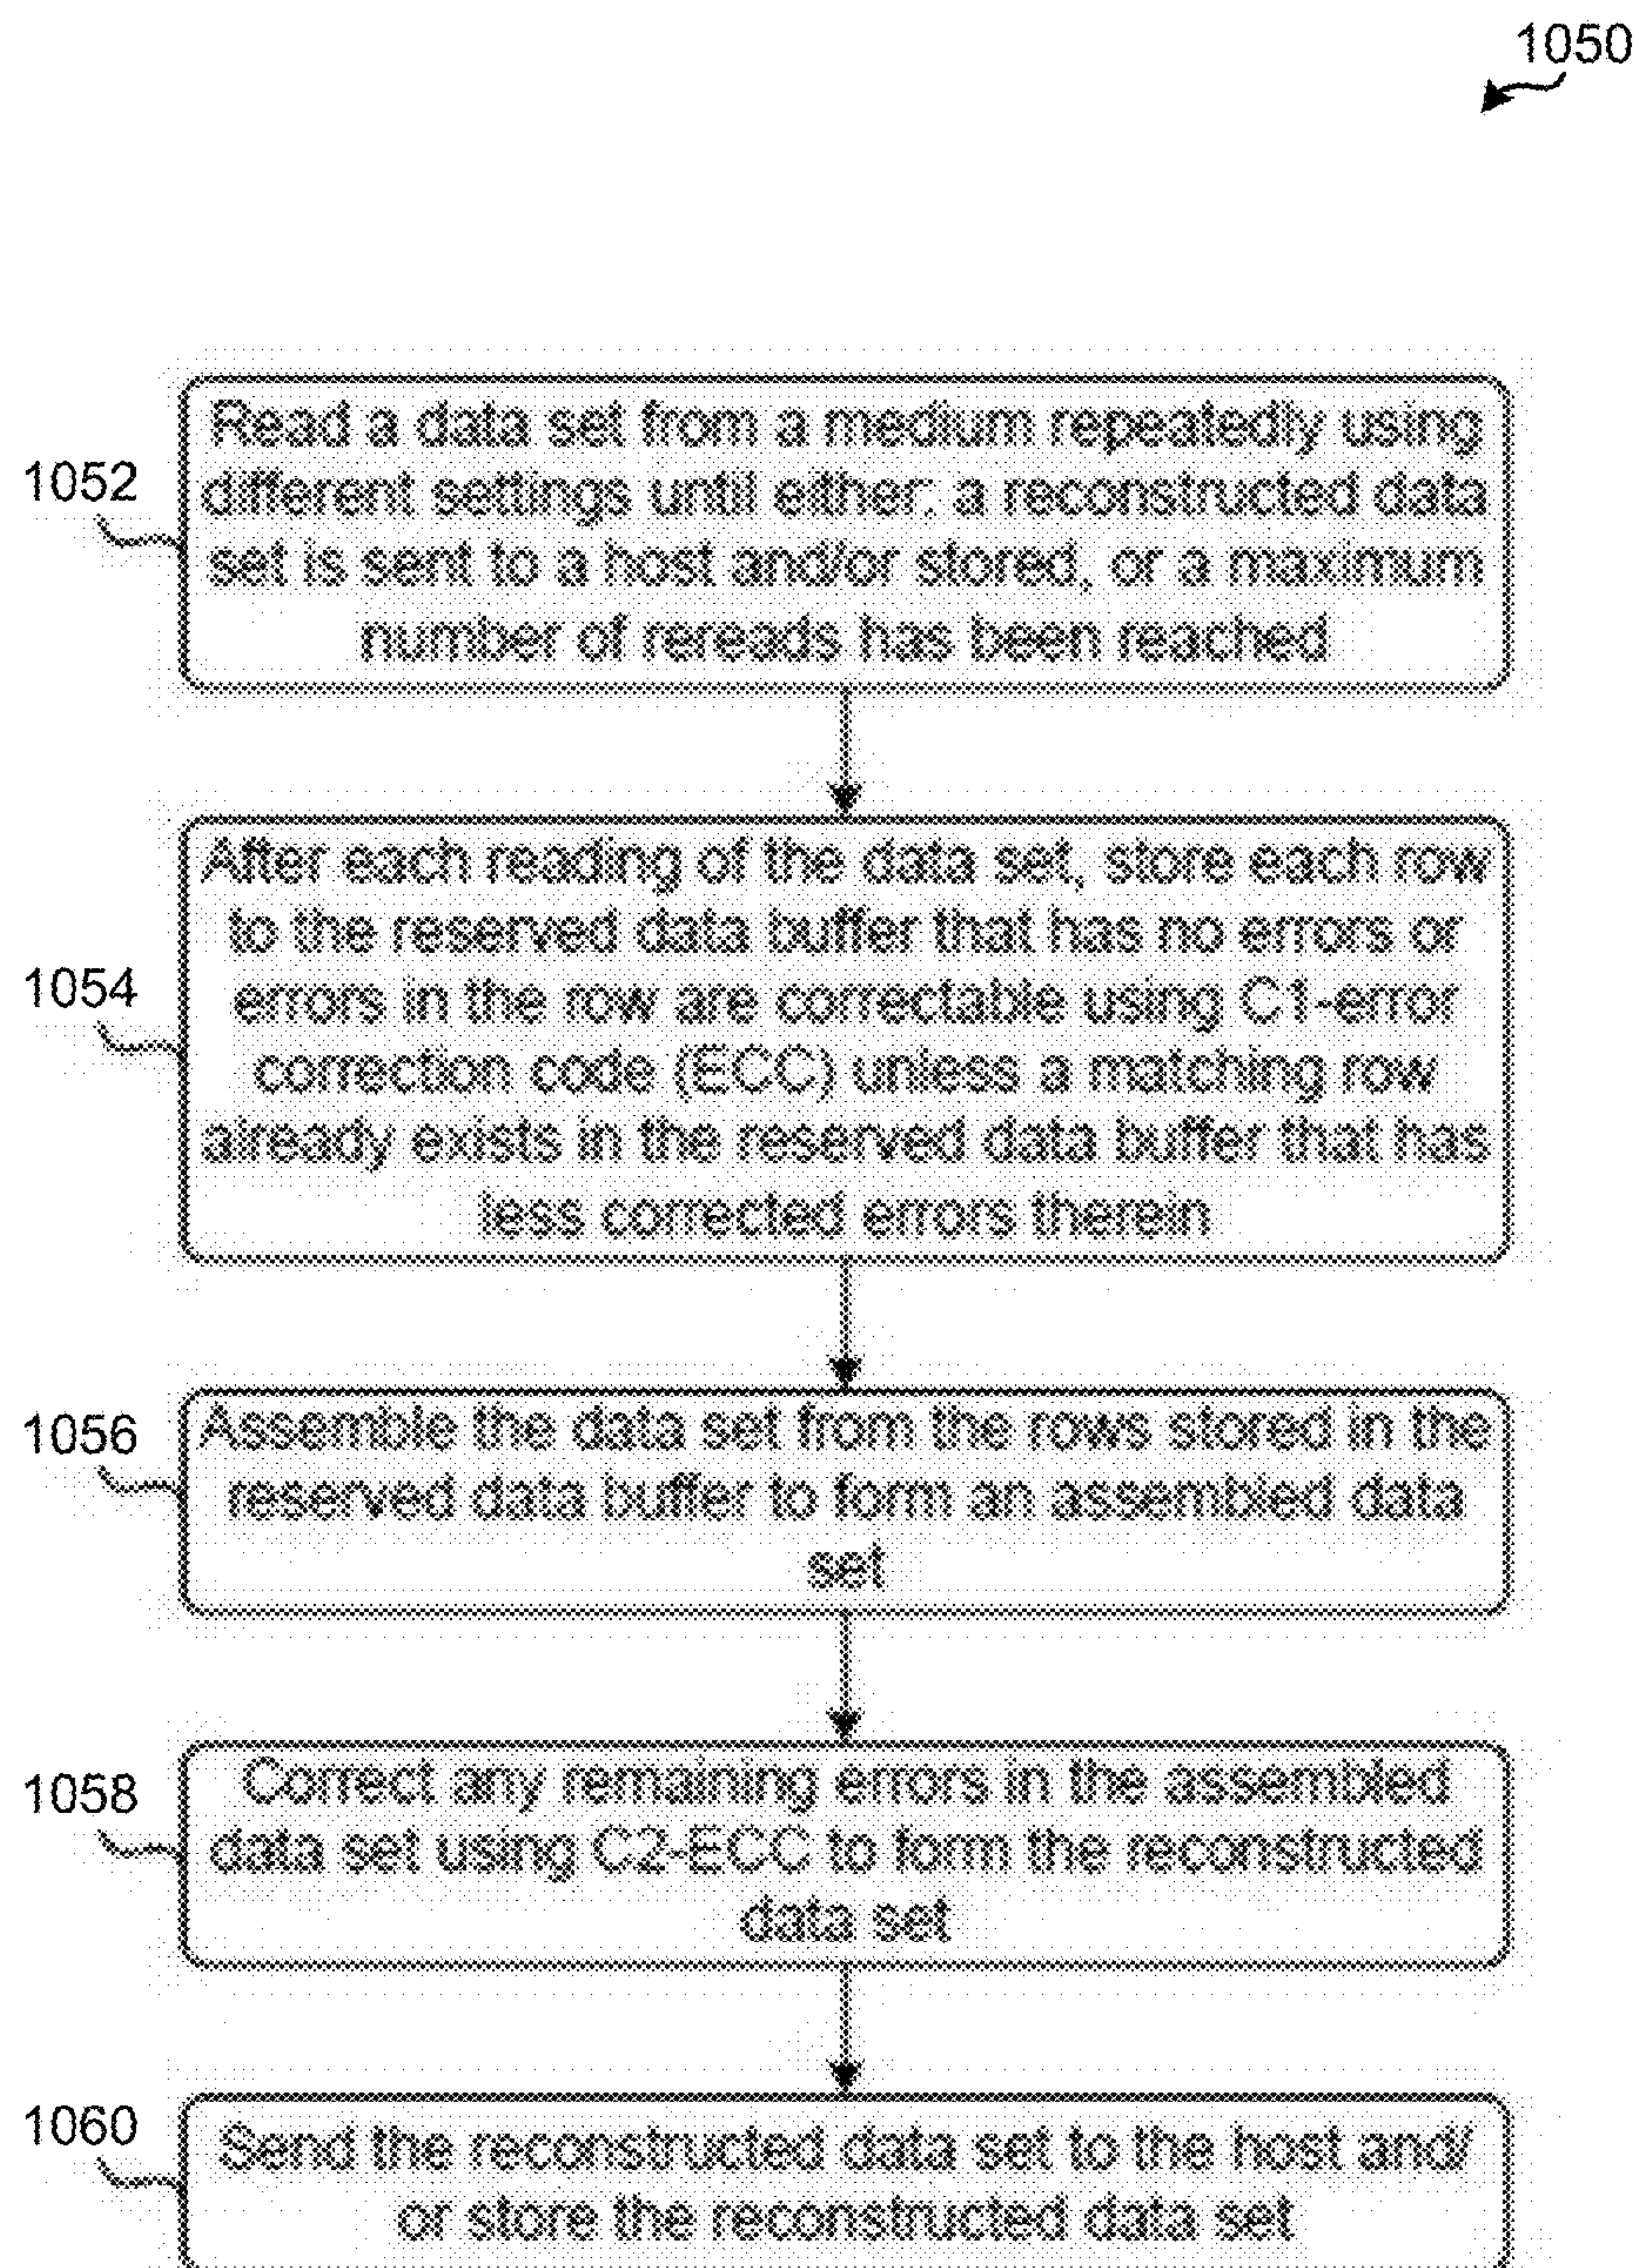 1050
1052
Read a data set from a medium repeatedly using
different settings until either: a reconstructed data
set is sent to a host and/or stored, or a maximum
number of rereads has been reached
1054
After each reading of the data set, store each row
to the reserved data buffer that has no errors or
errors in the row are correctable using C1-error
correction code (ECC) unless a matching row
already exists in the reserved data buffer that has
less corrected errors therein
1056
Assemble the data set from the rows stored in the
reserved data buffer to form an assembled data
set
1058
Correct any remaining errors in the assembled
data set using C2-ECC to form the reconstructed
data set
1060
Send the reconstructed data set to the host and/
or store the reconstructed data set